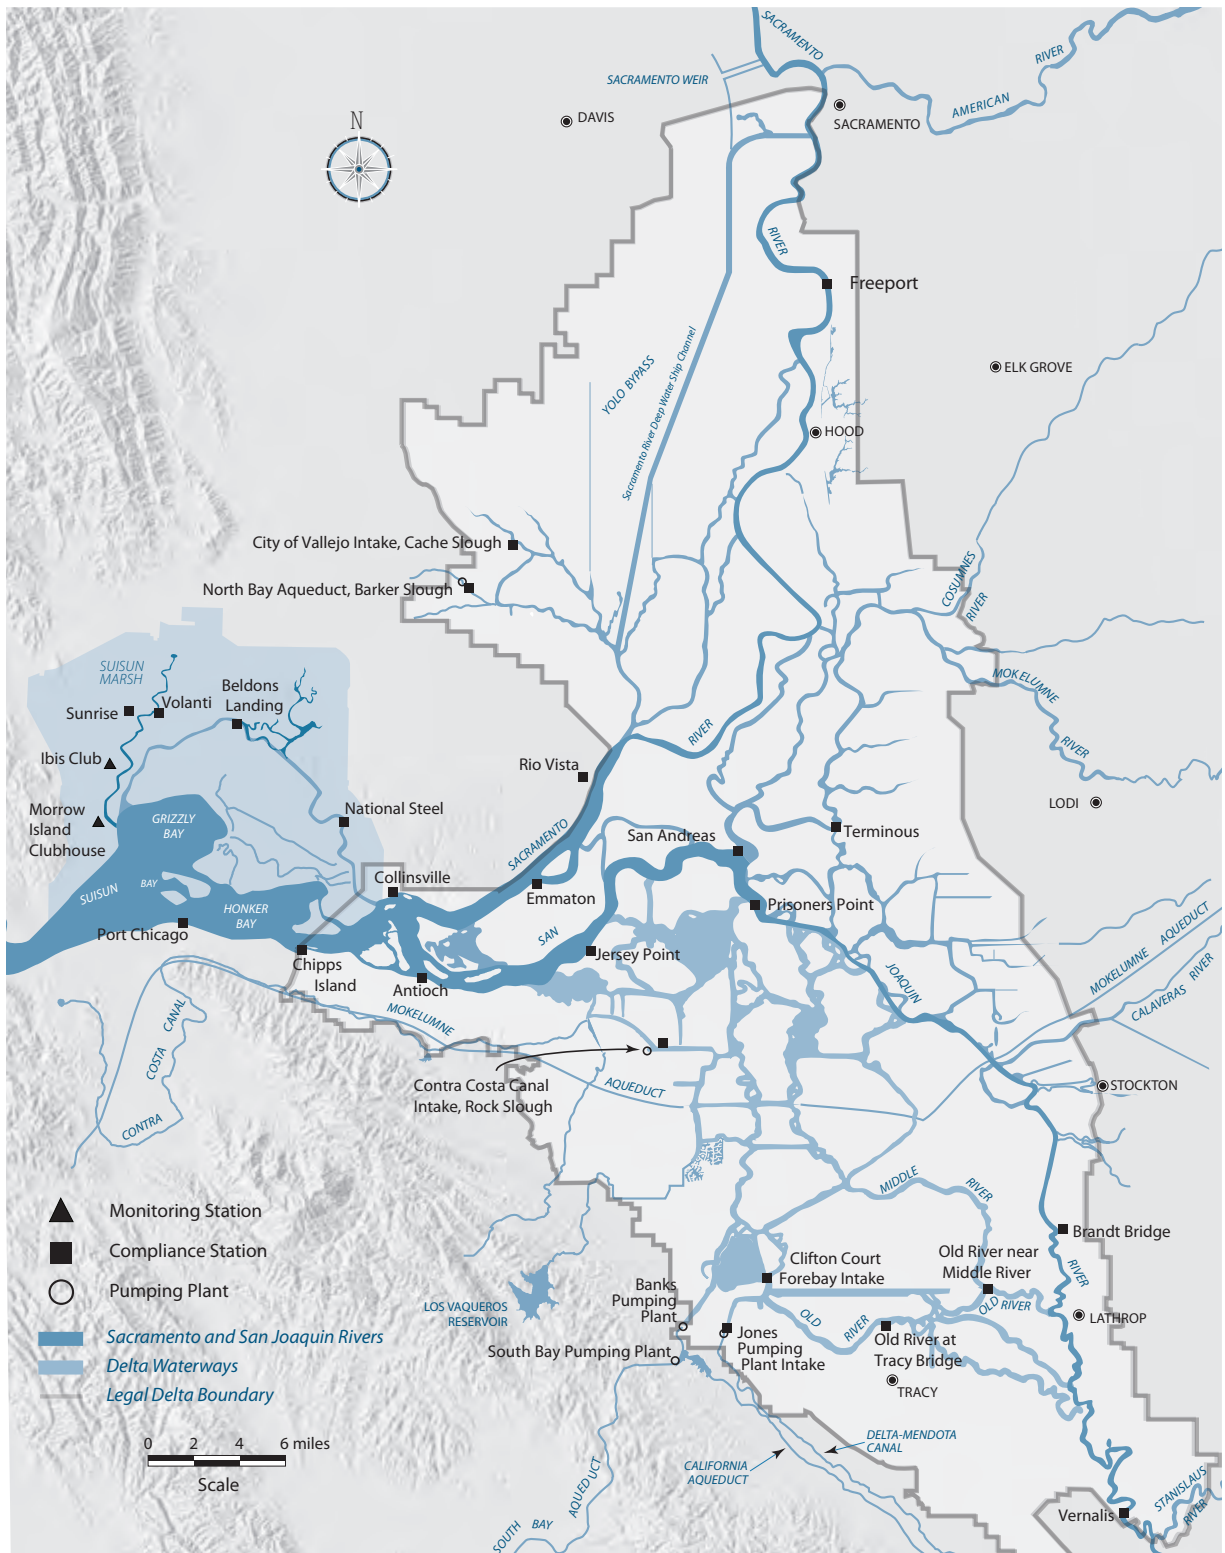 SACRAMENTO
RIVER
SACRAMENTO WEIR
AMERICAN
N
DAVIS
SACRAMENTO
RIVER
Freeport
Sacramento River Deep Water Ship Channel
YOLO BYPASS
ELK GROVE
HOOD
City of Vallejo Intake, Cache Slough
North Bay Aqueduct, Barker Slough
COSUMNES
RIVER
SUISUN
MARSH
Beldons
Landing
Volanti
Sunrise
MOKELUMNE
RIVER
RIVER
Ibis Club
Rio Vista
Morrow
Island
Clubhouse
GRIZZLY
BAY
National Steel
LODI
SACRAMENTO
San Andreas
Terminous
Collinsville
SUISUN
BAY
HONKER
BAY
Emmaton
Prisoners Point
Port Chicago
SAN
Jersey Point
JOAQUIN
MOKELUMNE AQUEDUCT
CALAVERAS RIVER
Chipps
Island
Antioch
MOKELUMNE
AQUEDUCT
CONTRA
COSTA
CANAL
Contra Costa Canal
Intake, Rock Slough
STOCKTON
MIDDLE
RIVER
Monitoring Station
Compliance Station
Pumping Plant
Sacramento and San Joaquin Rivers
Delta Waterways
Legal Delta Boundary
0 2 4 6 miles
Scale
Brandt Bridge
Clifton Court
Forebay Intake
Old River near
Middle River
RIVER
LOS VAQUEROS
RESERVOIR
Banks
Pumping
Plant
OLD
RIVER
OLD RIVER
LATHROP
South Bay Pumping Plant
Jones
Pumping
Plant Intake
Old River at
Tracy Bridge
TRACY
DELTA-MENDOTA
CANAL
CALIFORNIA
AQUEDUCT
SOUTH BAY AQUEDUCT
Vernalis
STANISLAUS
RIVER